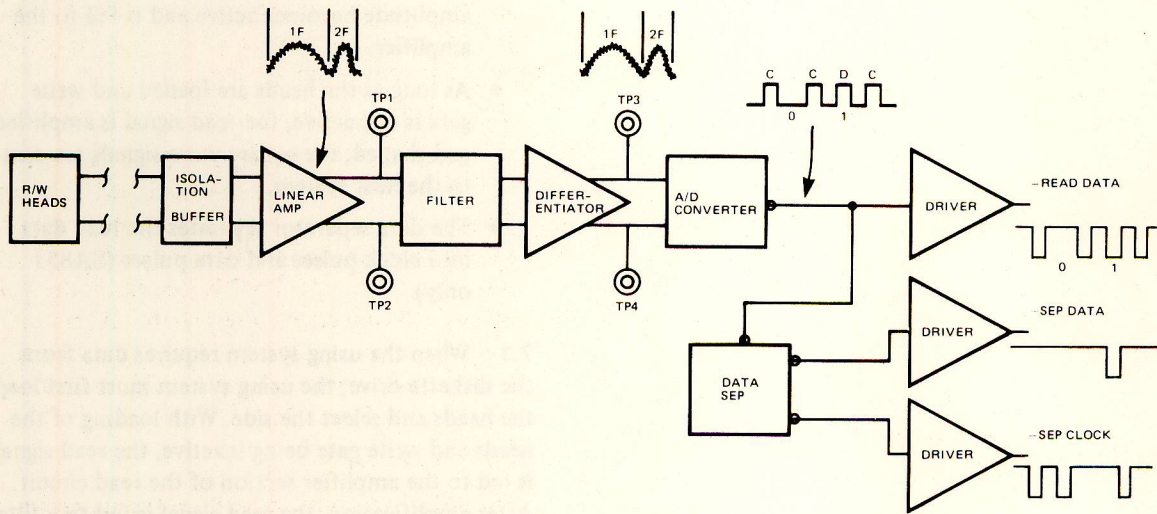 1F 2F
1F 2F
C C D C
0 1
TP1
TP3
R/W
HEADS
ISOLA-
TION
BUFFER
LINEAR
AMP
FILTER
DIFFER-
ENTIATOR
A/D
CONVERTER
DRIVER
-READ DATA
0 1
TP2
TP4
DATA
SEP
DRIVER
-SEP DATA
DRIVER
-SEP CLOCK